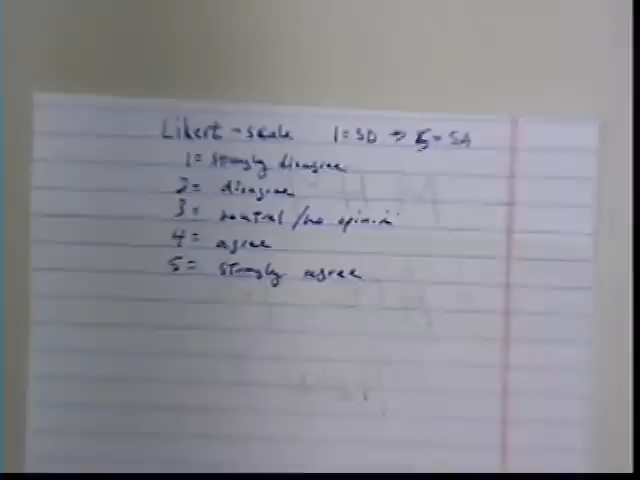 Likert - scale 1 = SD → 5 = SA
1 = strongly disagree
2 = disagree
3 = neutral / no opinion
4 = agree
5 = strongly agree